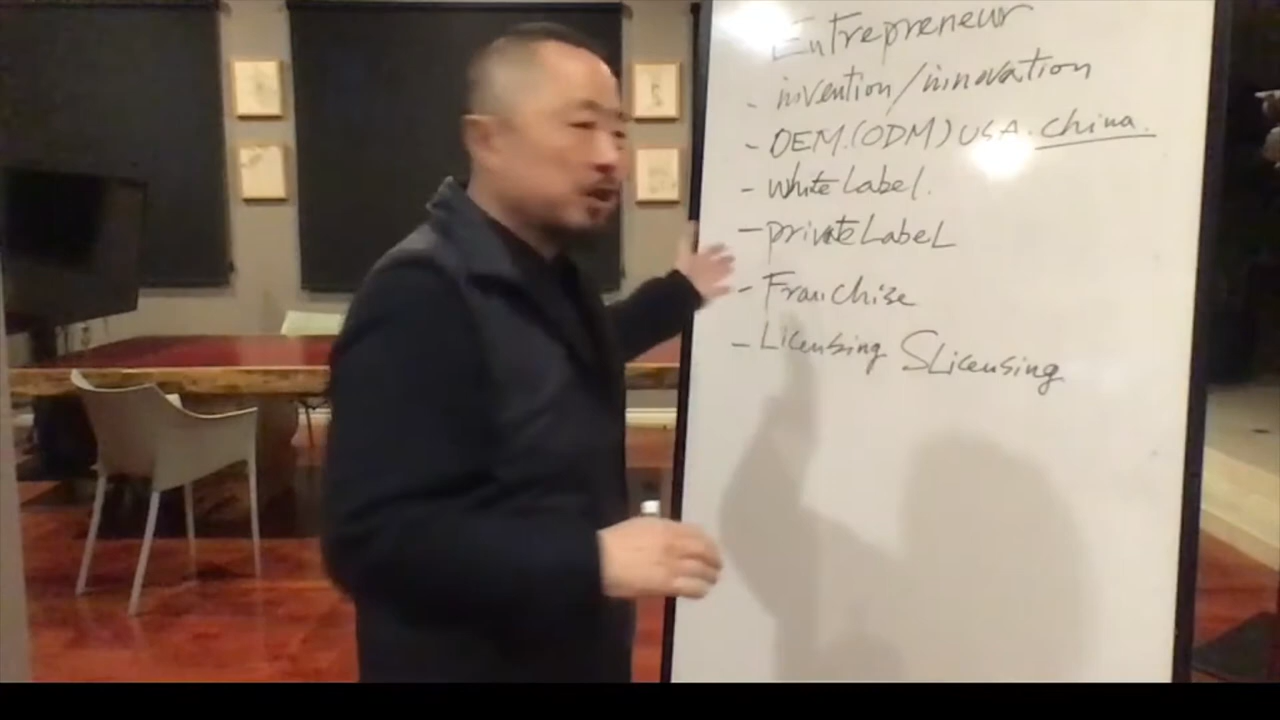 Entrepreneur
- invention/innovation
- OEM.(ODM) USA. China.
- White Label.
- private Label
- Franchise
- Licensing SLicensing